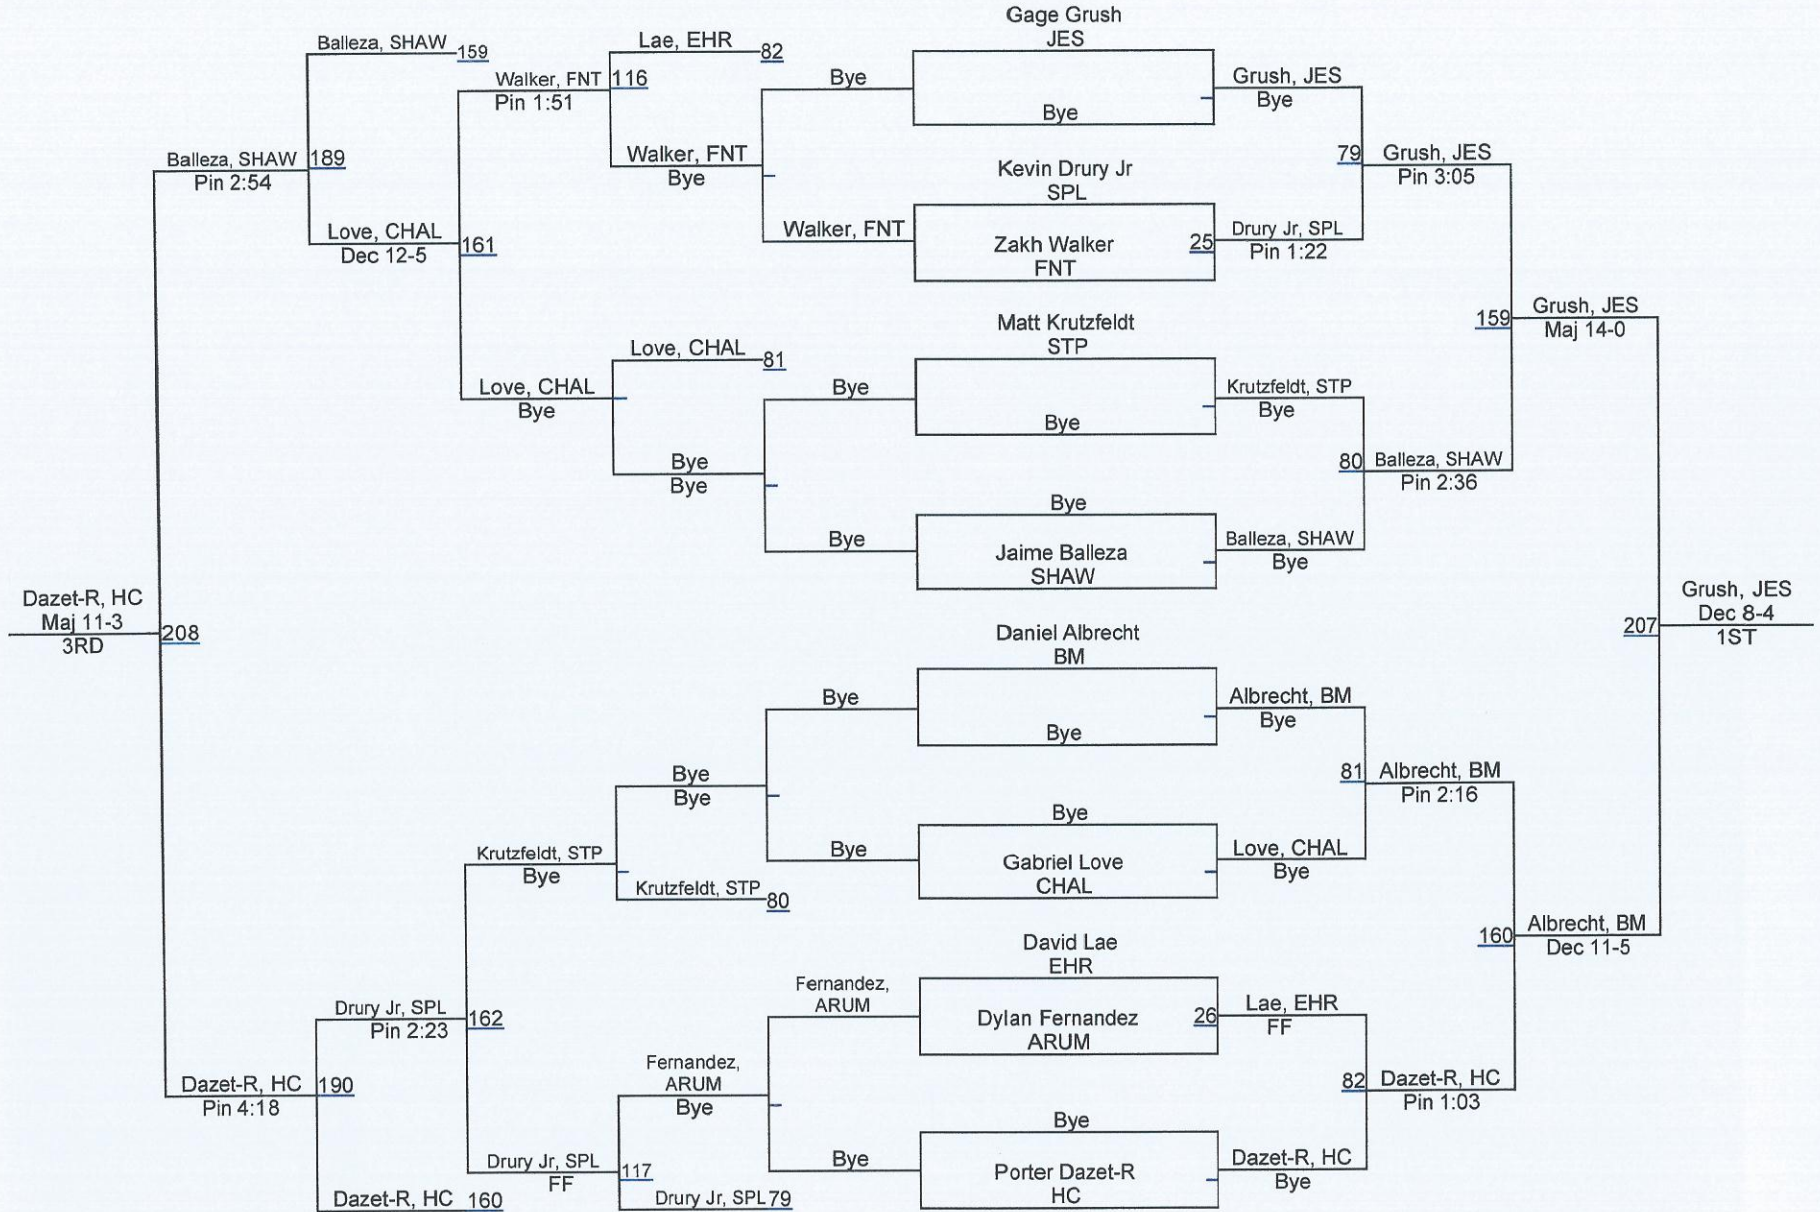 Gage Grush
JES
Balleza, SHAW 159
Lae, EHR 82
Walker, FNT 116
Pin 1:51
Bye
Bye
Grush, JES
Bye
Balleza, SHAW 189
Pin 2:54
Walker, FNT
Bye
Kevin Drury Jr
SPL
79 Grush, JES
Pin 3:05
Love, CHAL 161
Dec 12-5
Walker, FNT
Zakh Walker 25
FNT
Drury Jr, SPL
Pin 1:22
Matt Krutzfeldt
STP
159 Grush, JES
Maj 14-0
Love, CHAL 81
Love, CHAL
Bye
Bye
Bye
Krutzfeldt, STP
Bye
Bye
Bye
80 Balleza, SHAW
Pin 2:36
Bye
Bye
Jaime Balleza
SHAW
Balleza, SHAW
Bye
Dazet-R, HC
Maj 11-3
3RD
208
Daniel Albrecht
BM
207
Grush, JES
Dec 8-4
1ST
Bye
Bye
Albrecht, BM
Bye
Bye
Bye
81 Albrecht, BM
Pin 2:16
Bye
Krutzfeldt, STP
Bye
Krutzfeldt, STP 80
Bye
Gabriel Love
CHAL
Love, CHAL
Bye
David Lae
EHR
160 Albrecht, BM
Dec 11-5
Drury Jr, SPL 162
Pin 2:23
Fernandez,
ARUM
Dylan Fernandez 26
ARUM
Lae, EHR
FF
Dazet-R, HC 190
Pin 4:18
Fernandez,
ARUM
Bye
82 Dazet-R, HC
Pin 1:03
Bye
Drury Jr, SPL 117
FF
Bye
Porter Dazet-R
HC
Dazet-R, HC
Bye
Dazet-R, HC 160
Drury Jr, SPL 79